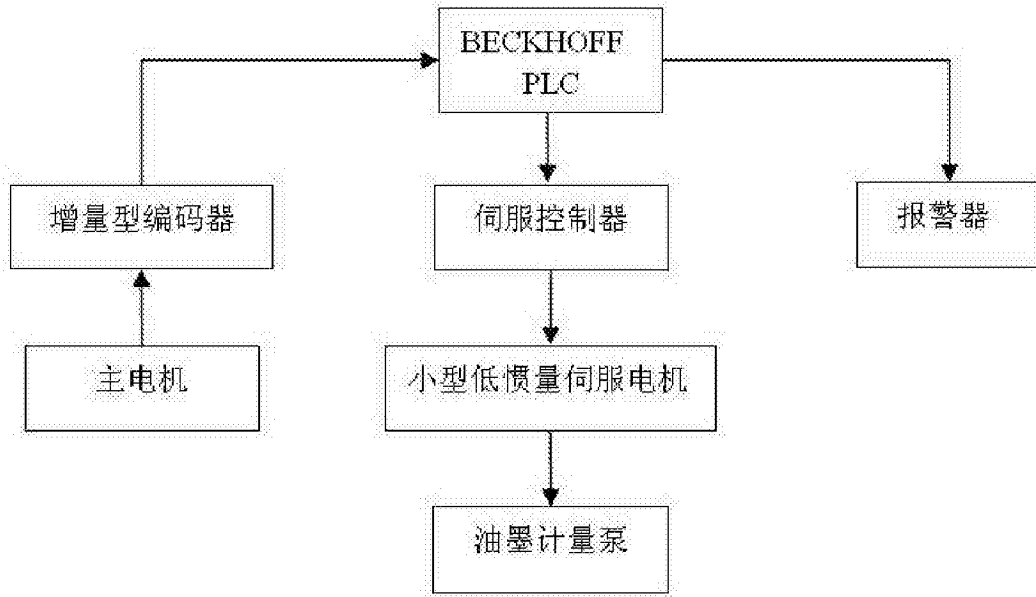 BECKHOFF
PLC
增量型编码器
伺服控制器
报警器
主电机
小型低惯量伺服电机
油墨计量泵